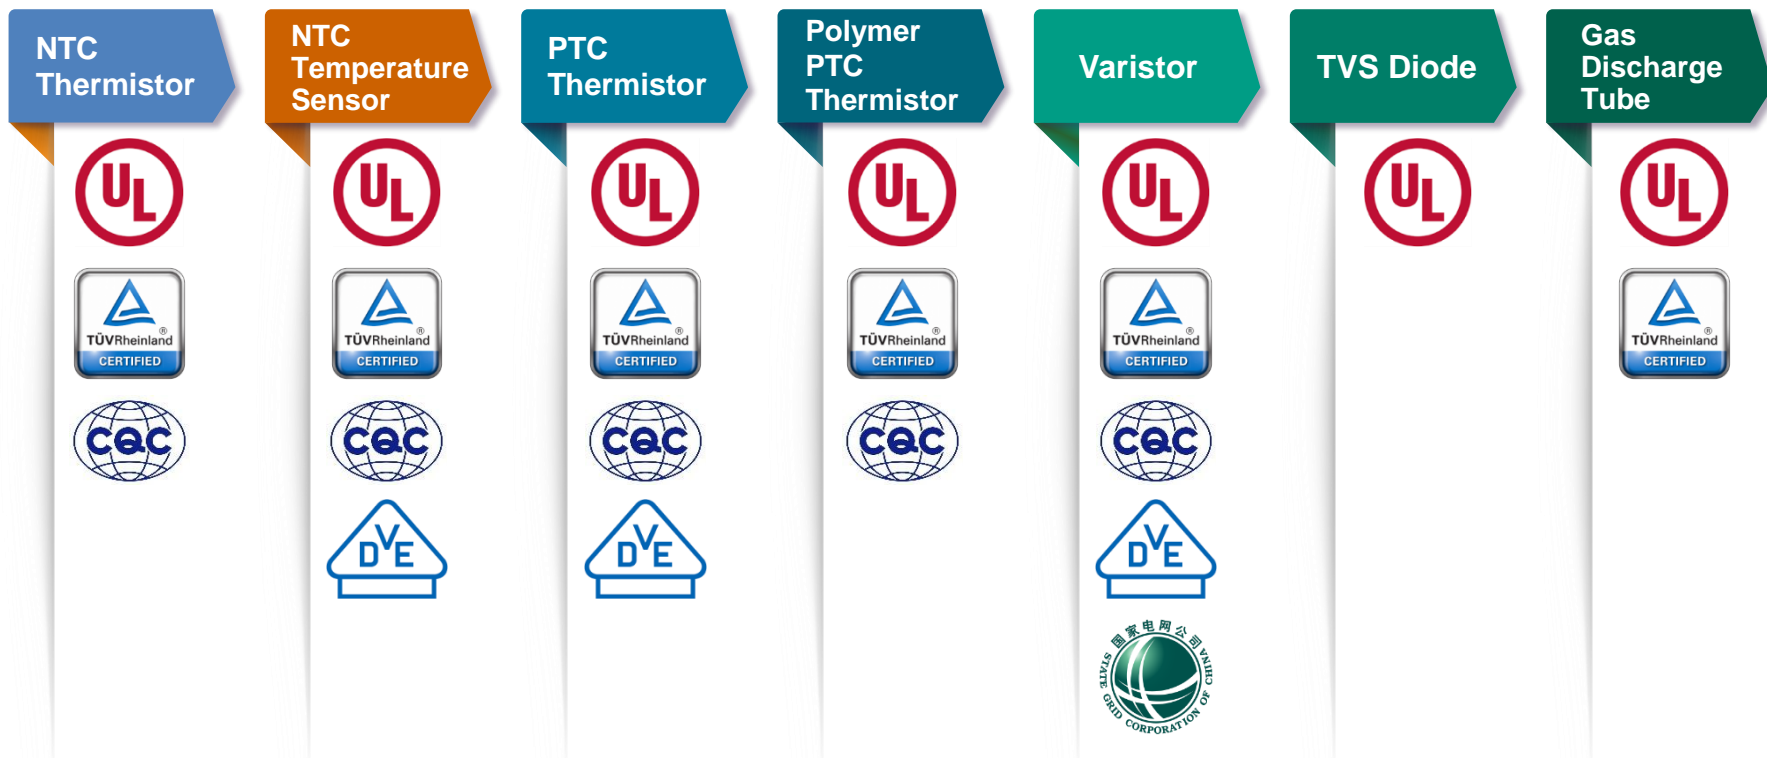 NTC
Thermistor
NTC
Temperature
Sensor
PTC
Thermistor
Polymer
PTC
Thermistor
Varistor
TVS Diode
Gas
Discharge
Tube
UL
UL
UL
UL
UL
UL
UL
TÜVRheinland®
CERTIFIED
TÜVRheinland®
CERTIFIED
TÜVRheinland®
CERTIFIED
TÜVRheinland®
CERTIFIED
TÜVRheinland®
CERTIFIED
TÜVRheinland®
CERTIFIED
CQC
CQC
CQC
CQC
CQC
DVE
DVE
DVE
国家电网公司
STATE GRID CORPORATION OF CHINA